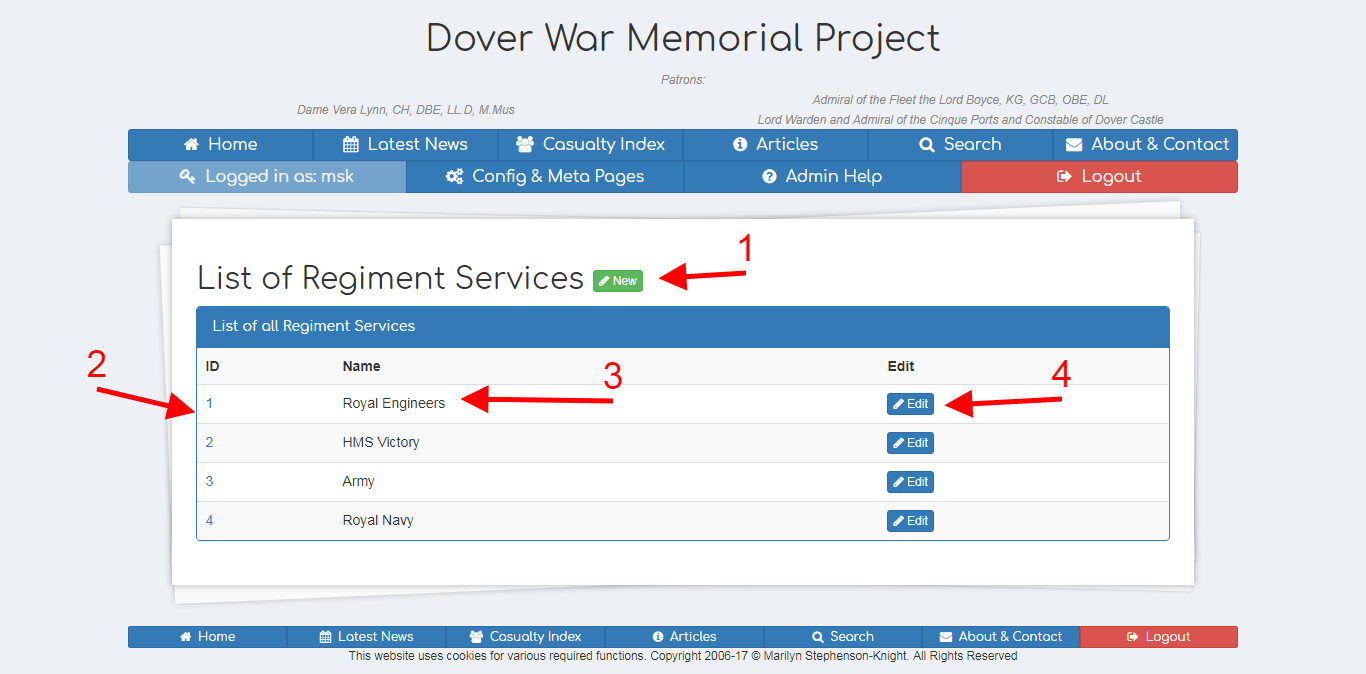 Dover War Memorial Project
Patrons:
Dame Vera Lynn, CH, DBE, LL.D, M.Mus
Admiral of the Fleet the Lord Boyce, KG, GCB, OBE, DL
Lord Warden and Admiral of the Cinque Ports and Constable of Dover Castle
Home Latest News Casualty Index Articles Search About & Contact
Logged in as: msk Config & Meta Pages Admin Help Logout
1
List of Regiment Services New
List of all Regiment Services
2 3 4
ID Name Edit
1 Royal Engineers Edit
2 HMS Victory Edit
3 Army Edit
4 Royal Navy Edit
Home Latest News Casualty Index Articles Search About & Contact Logout
This website uses cookies for various required functions. Copyright 2006-17 © Marilyn Stephenson-Knight. All Rights Reserved